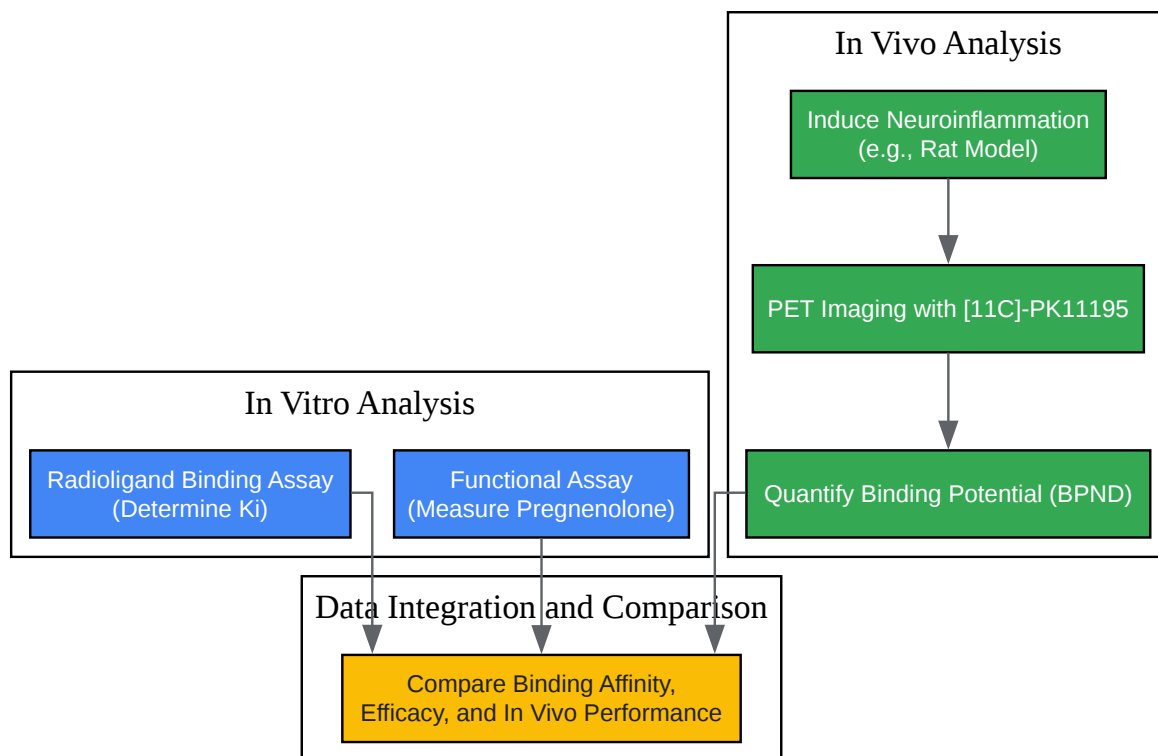 In Vivo Analysis
Induce Neuroinflammation
(e.g., Rat Model)
PET Imaging with [11C]-PK11195
Quantify Binding Potential (BPND)
In Vitro Analysis
Radioligand Binding Assay
(Determine Ki)
Functional Assay
(Measure Pregnenolone)
Data Integration and Comparison
Compare Binding Affinity,
Efficacy, and In Vivo Performance